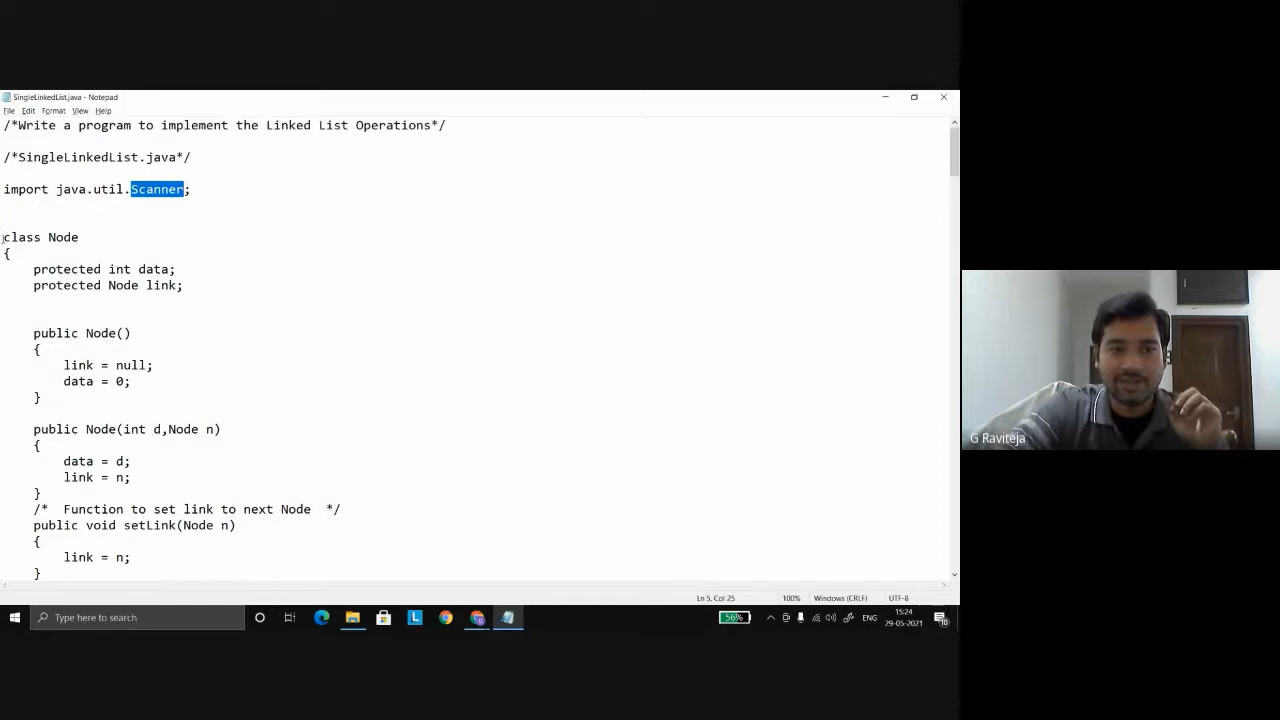 SingleLinkedList.java - Notepad
File Edit Format View Help
/*Write a program to implement the Linked List Operations*/
/*SingleLinkedList.java*/
import java.util.Scanner;
class Node
{
protected int data;
protected Node link;
public Node()
{
link = null;
data = 0;
}
public Node(int d,Node n)
{
data = d;
link = n;
}
/*  Function to set link to next Node  */
public void setLink(Node n)
{
link = n;
}
Ln 5, Col 25
100%
Windows (CRLF)
UTF-8
G Raviteja
Type here to search
L
56%
ENG
15:24
29-05-2021
10